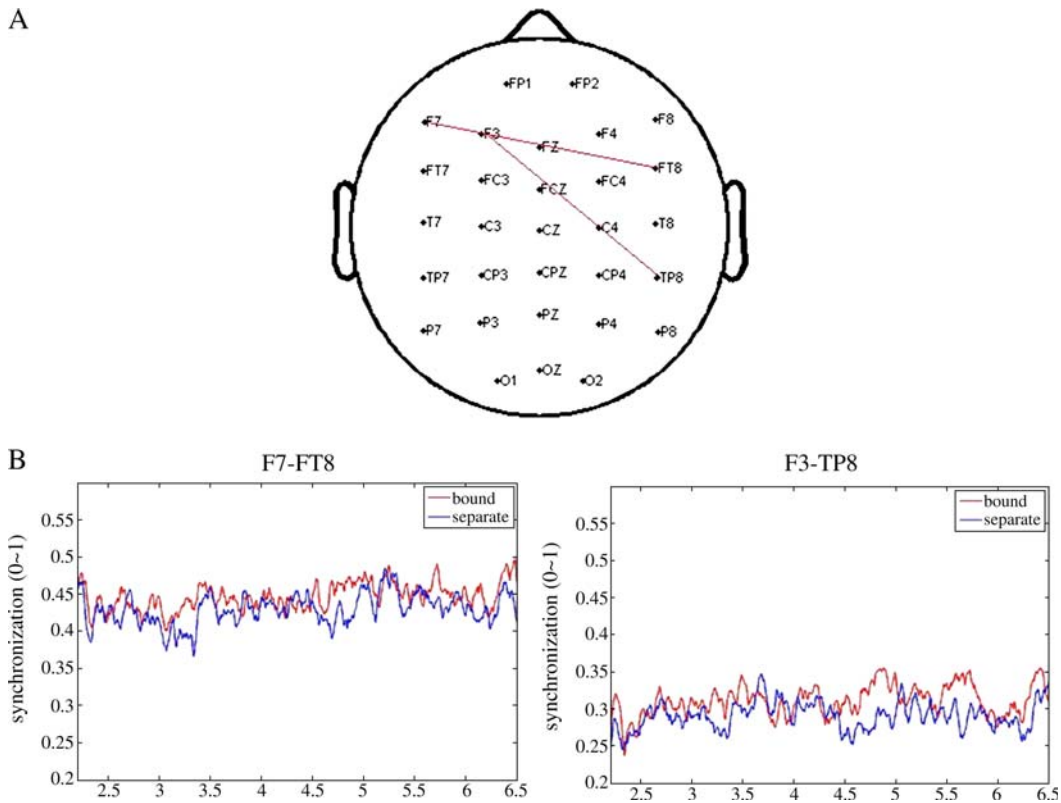 A
FP1 FP2
F7 F3 FZ F4 F8
FT7 FC3 FCZ FC4 FT8
T7 C3 CZ C4 T8
TP7 CP3 CPZ CP4 TP8
P7 P3 PZ P4 P8
O1 OZ O2
B
F7-FT8
bound
separate
synchronization (0~1)
0.55
0.5
0.45
0.4
0.35
0.3
0.25
0.2
2.5 3 3.5 4 4.5 5 5.5 6 6.5
F3-TP8
bound
separate
synchronization (0~1)
0.55
0.5
0.45
0.4
0.35
0.3
0.25
0.2
2.5 3 3.5 4 4.5 5 5.5 6 6.5